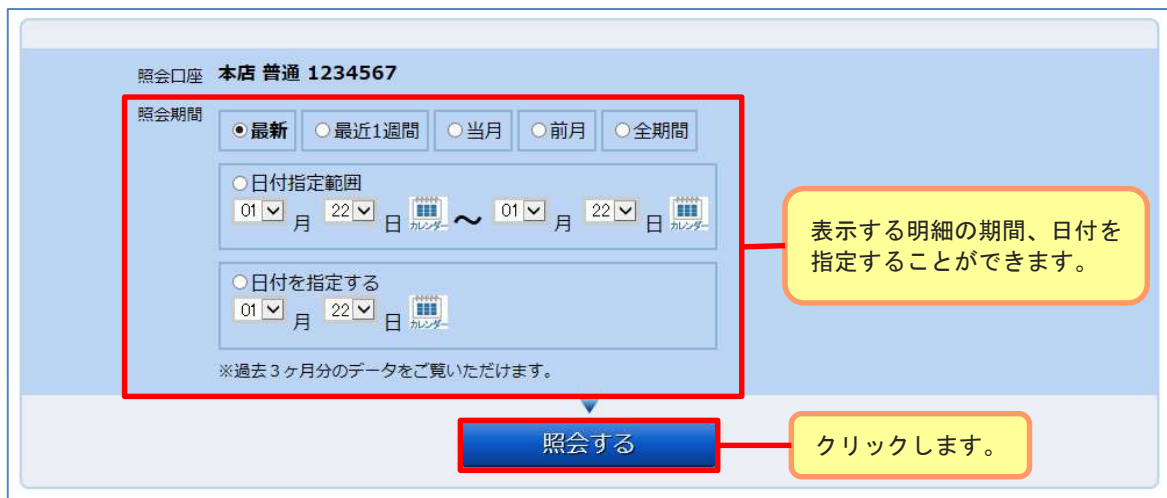 照会口座 本店 普通 1234567
照会期間
最新 最近1週間 当月 前月 全期間
日付指定範囲
01 月 22 日 カレンダー ～ 01 月 22 日 カレンダー
表示する明細の期間、日付を
指定することができます。
日付を指定する
01 月 22 日 カレンダー
※過去3ヶ月分のデータをご覧いただけます。
照会する
クリックします。